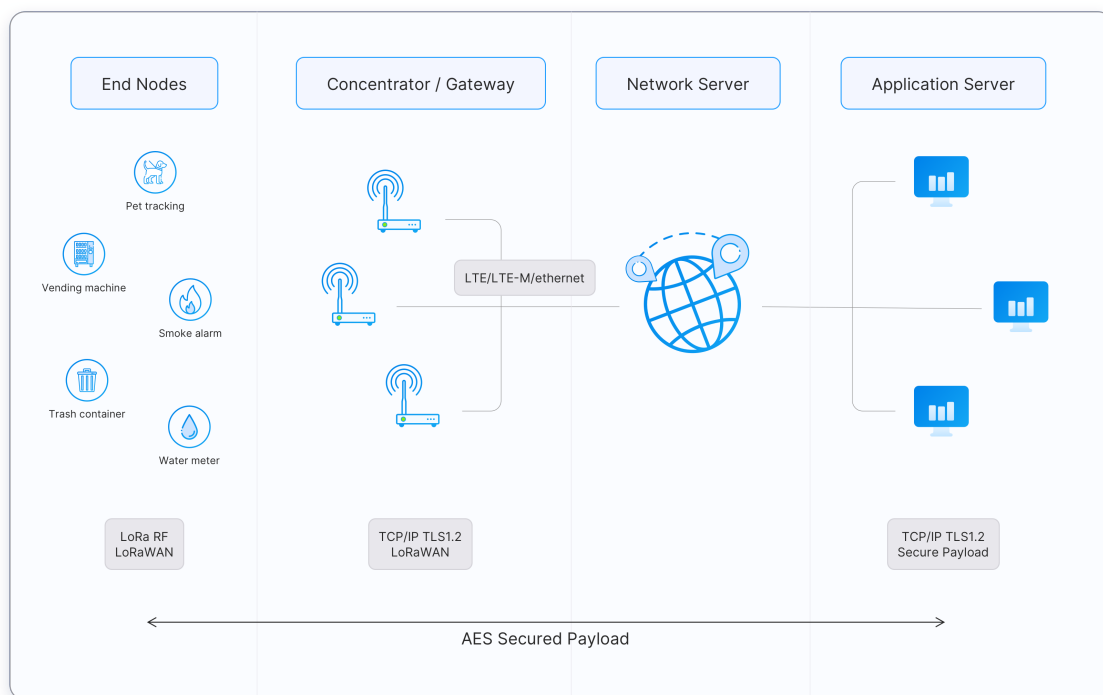 End Nodes
Concentrator / Gateway
Network Server
Application Server
Pet tracking
Vending machine
Smoke alarm
Trash container
Water meter
LTE/LTE-M/ethernet
LoRa RF
LoRaWAN
TCP/IP TLS1.2
LoRaWAN
TCP/IP TLS1.2
Secure Payload
AES Secured Payload